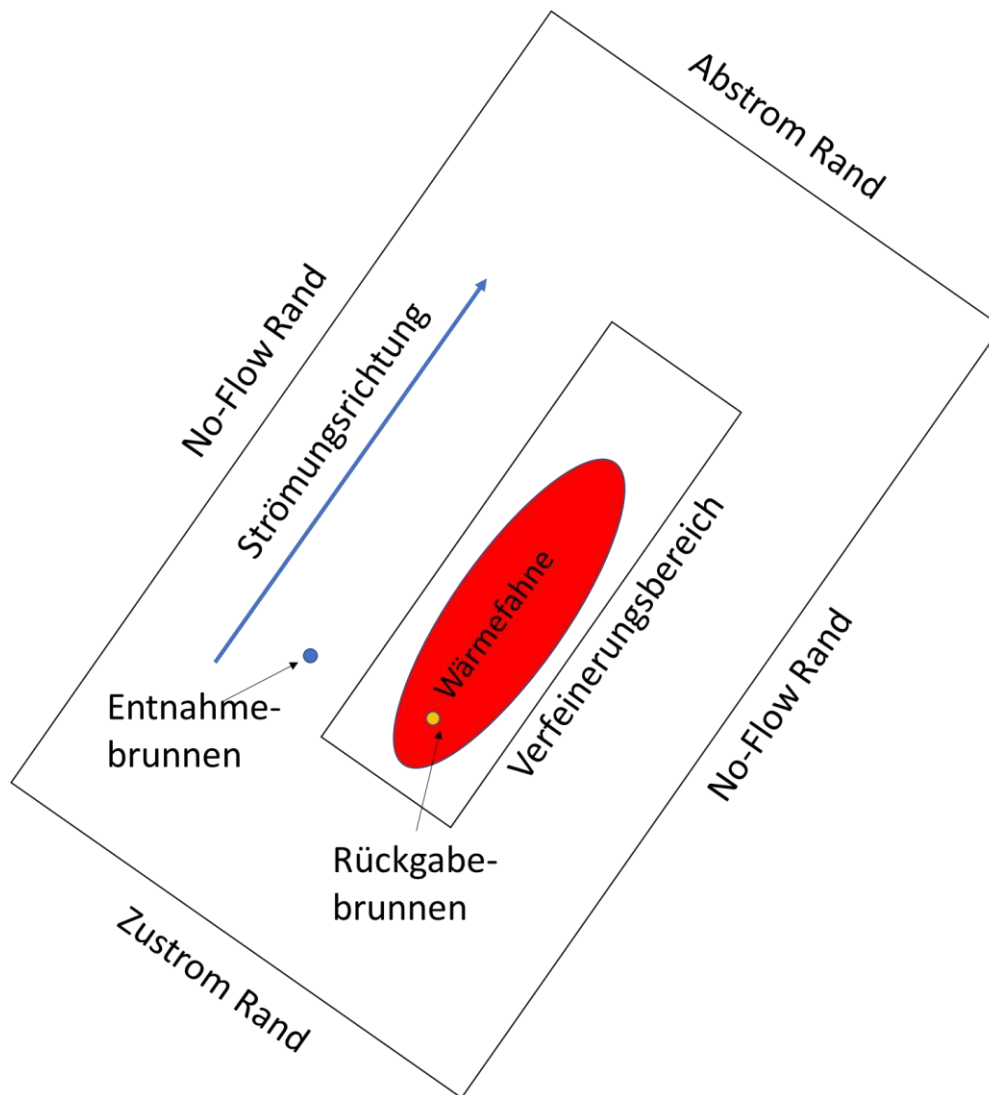 Abstrom Rand
No-Flow Rand
Strömungsrichtung
Wärmefahne
Verfeinerungsbereich
Entnahme-
brunnen
No-Flow Rand
Rückgabe-
brunnen
Zustrom Rand